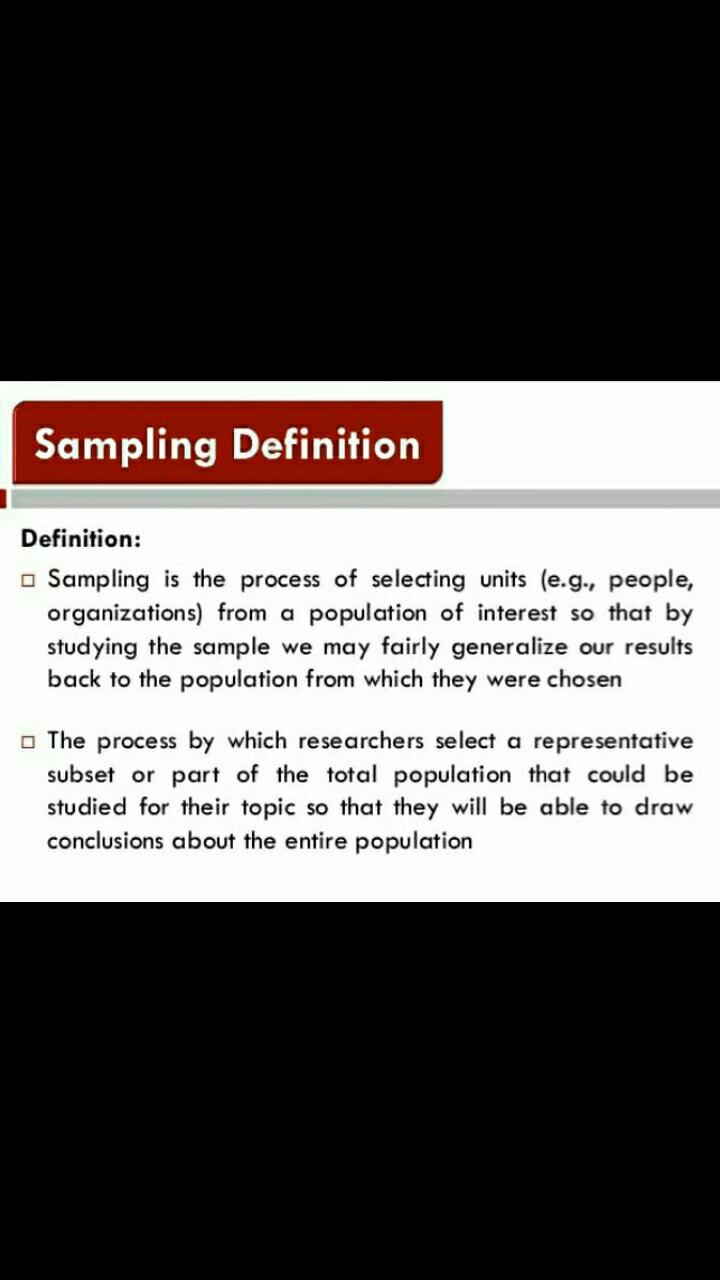 Sampling Definition
Definition:
Sampling is the process of selecting units (e.g., people,
organizations) from a population of interest so that by
studying the sample we may fairly generalize our results
back to the population from which they were chosen
The process by which researchers select a representative
subset or part of the total population that could be
studied for their topic so that they will be able to draw
conclusions about the entire population